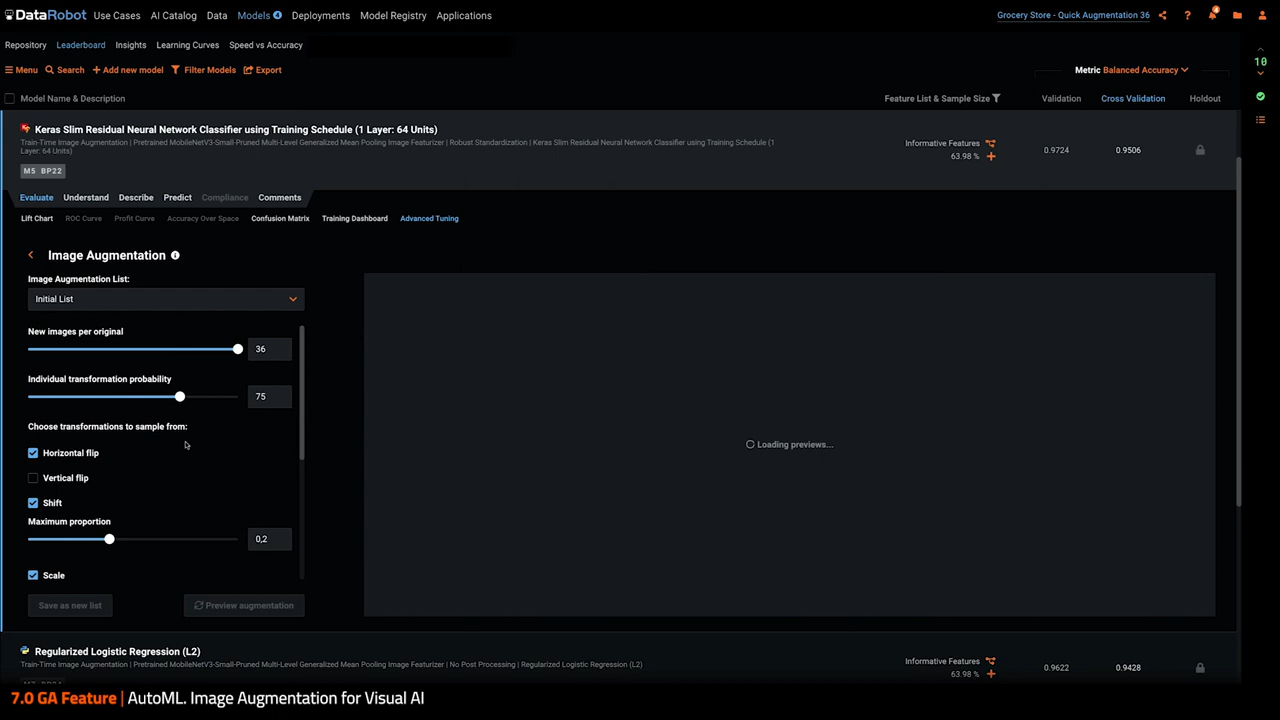 DataRobot Use Cases AI Catalog Data Models 4 Deployments Model Registry Applications Grocery Store - Quick Augmentation 36 ? 4
Repository Leaderboard Insights Learning Curves Speed vs Accuracy
Menu Search + Add new model Filter Models Export Metric Balanced Accuracy 10
Model Name & Description Feature List & Sample Size Validation Cross Validation Holdout
Keras Slim Residual Neural Network Classifier using Training Schedule (1 Layer: 64 Units)
Train-Time Image Augmentation | Pretrained MobileNetV3-Small-Pruned Multi-Level Generalized Mean Pooling Image Featurizer | Robust Standardization | Keras Slim Residual Neural Network Classifier using Training Schedule (1
Layer: 64 Units)
Informative Features
63.98 % + 0.9724 0.9506
M5 BP22
Evaluate Understand Describe Predict Compliance Comments
Lift Chart ROC Curve Profit Curve Accuracy Over Space Confusion Matrix Training Dashboard Advanced Tuning
Image Augmentation i
Image Augmentation List:
Initial List
New images per original
36
Individual transformation probability
75
Choose transformations to sample from:
Horizontal flip
Vertical flip
Shift
Maximum proportion
0,2
Scale
Save as new list Preview augmentation
Loading previews...
Regularized Logistic Regression (L2)
Train-Time Image Augmentation | Pretrained MobileNetV3-Small-Pruned Multi-Level Generalized Mean Pooling Image Featurizer | No Post Processing | Regularized Logistic Regression (L2)
Informative Features
63.98 % + 0.9622 0.9428
7.0 GA Feature | AutoML. Image Augmentation for Visual AI